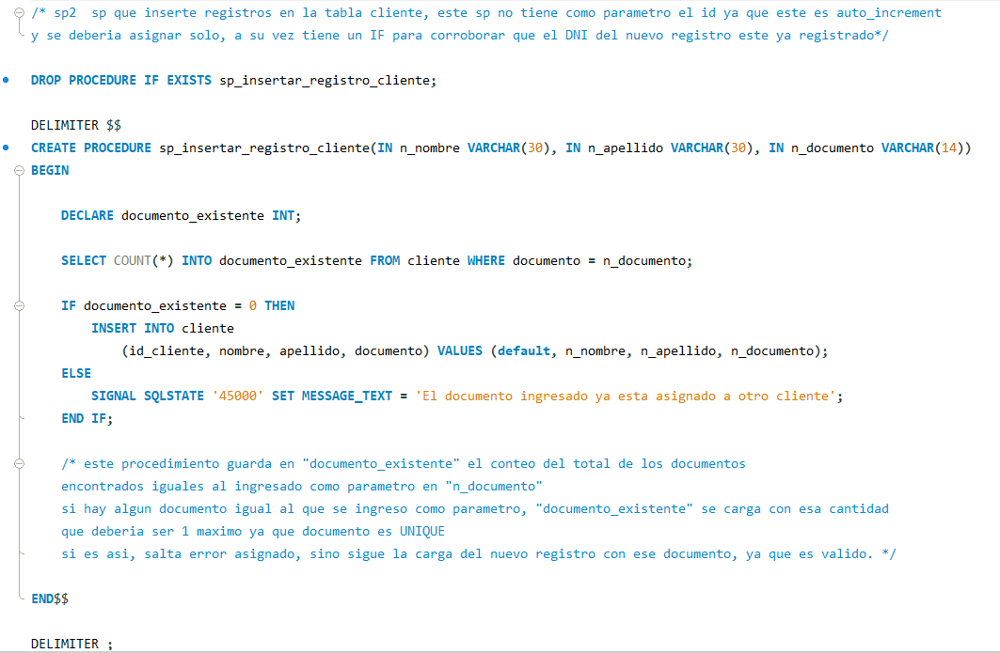 /* sp2  sp que inserte registros en la tabla cliente, este sp no tiene como parametro el id ya que este es auto_increment
y se deberia asignar solo, a su vez tiene un IF para corroborar que el DNI del nuevo registro este ya registrado*/
DROP PROCEDURE IF EXISTS sp_insertar_registro_cliente;
DELIMITER $$
CREATE PROCEDURE sp_insertar_registro_cliente(IN n_nombre VARCHAR(30), IN n_apellido VARCHAR(30), IN n_documento VARCHAR(14))
BEGIN
DECLARE documento_existente INT;
SELECT COUNT(*) INTO documento_existente FROM cliente WHERE documento = n_documento;
IF documento_existente = 0 THEN
INSERT INTO cliente
(id_cliente, nombre, apellido, documento) VALUES (default, n_nombre, n_apellido, n_documento);
ELSE
SIGNAL SQLSTATE '45000' SET MESSAGE_TEXT = 'El documento ingresado ya esta asignado a otro cliente';
END IF;
/* este procedimiento guarda en "documento_existente" el conteo del total de los documentos
encontrados iguales al ingresado como parametro en "n_documento"
si hay algun documento igual al que se ingreso como parametro, "documento_existente" se carga con esa cantidad
que deberia ser 1 maximo ya que documento es UNIQUE
si es asi, salta error asignado, sino sigue la carga del nuevo registro con ese documento, ya que es valido. */
END$$
DELIMITER ;